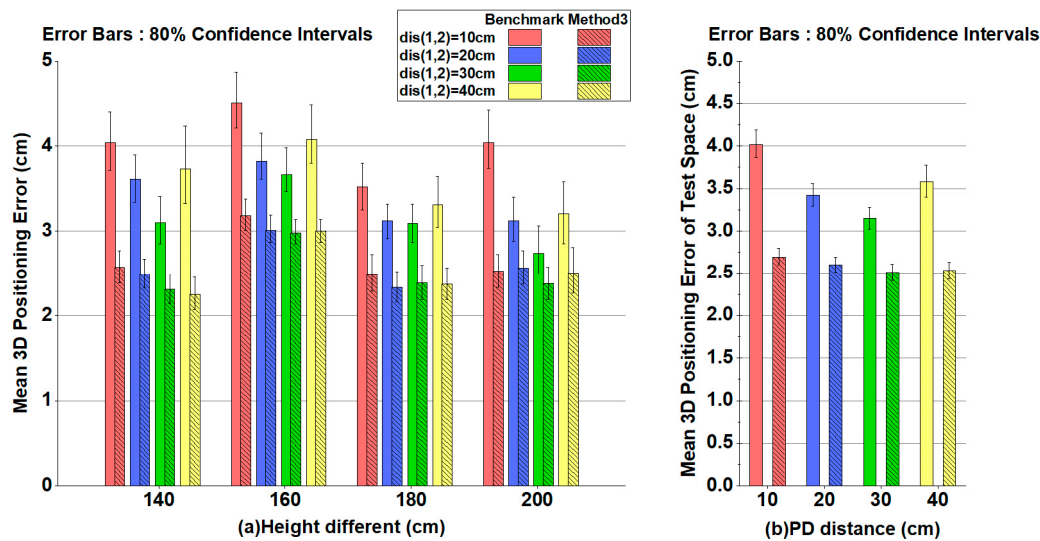 Error Bars : 80% Confidence Intervals
Benchmark Method3
dis(1,2)=10cm
dis(1,2)=20cm
dis(1,2)=30cm
dis(1,2)=40cm
Mean 3D Positioning Error (cm)
5
4
3
2
1
0
140 160 180 200
(a)Height different (cm)
Error Bars : 80% Confidence Intervals
Mean 3D Positioning Error of Test Space (cm)
5.0
4.5
4.0
3.5
3.0
2.5
2.0
1.5
1.0
0.5
0.0
10 20 30 40
(b)PD distance (cm)